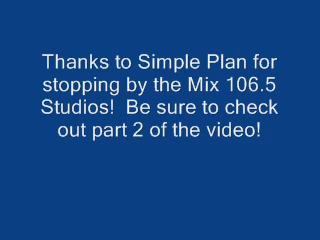 Thanks to Simple Plan for
stopping by the Mix 106.5
Studios!  Be sure to check
out part 2 of the video!